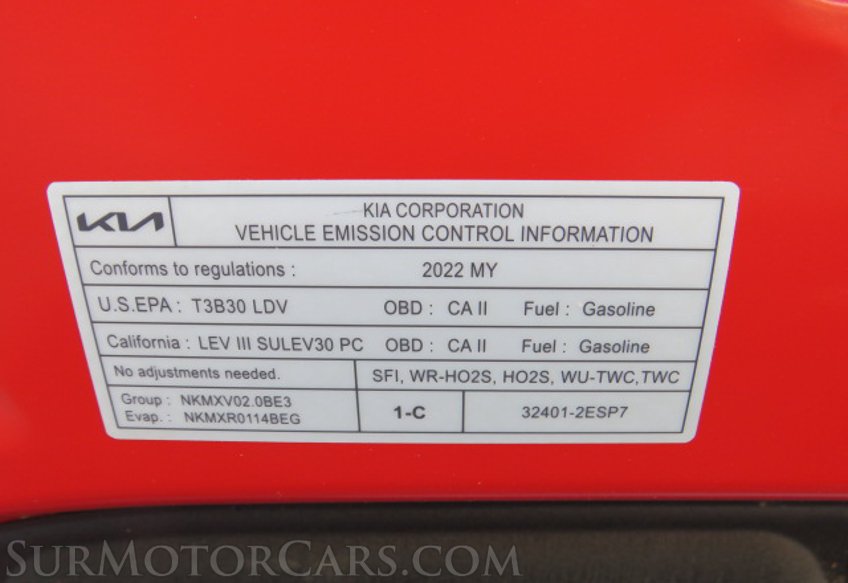 KIA
KIA CORPORATION
VEHICLE EMISSION CONTROL INFORMATION
Conforms to regulations : 2022 MY
U.S.EPA : T3B30 LDV OBD : CA II Fuel : Gasoline
California : LEV III SULEV30 PC OBD : CA II Fuel : Gasoline
No adjustments needed. SFI, WR-HO2S, HO2S, WU-TWC,TWC
Group : NKMXV02.0BE3
Evap. : NKMXR0114BEG
1-C
32401-2ESP7
SurMotorCars.com